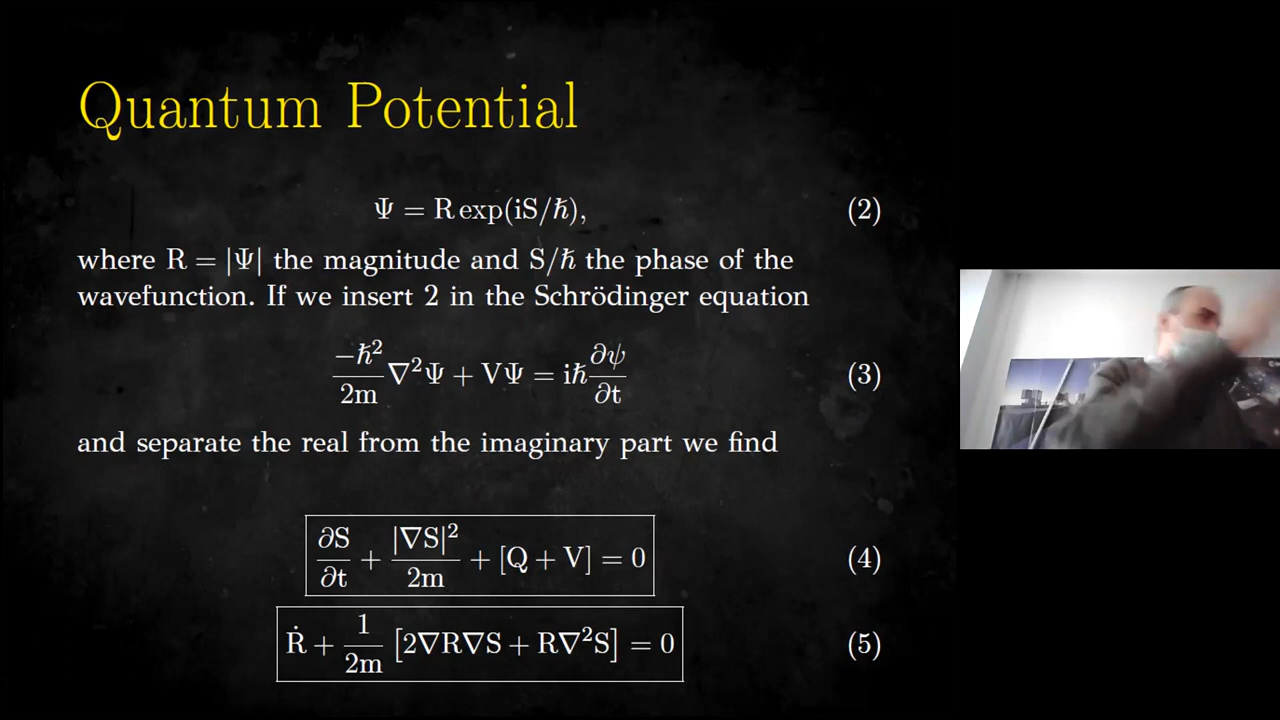 Quantum Potential
Ψ = R exp(iS/ℏ), (2)
where R = |Ψ| the magnitude and S/ℏ the phase of the
wavefunction. If we insert 2 in the Schrödinger equation
−ℏ²/2m ∇²Ψ + VΨ = iℏ ∂ψ/∂t (3)
and separate the real from the imaginary part we find
∂S/∂t + |∇S|²/2m + [Q + V] = 0 (4)
Ṙ + 1/2m [2∇R∇S + R∇²S] = 0 (5)